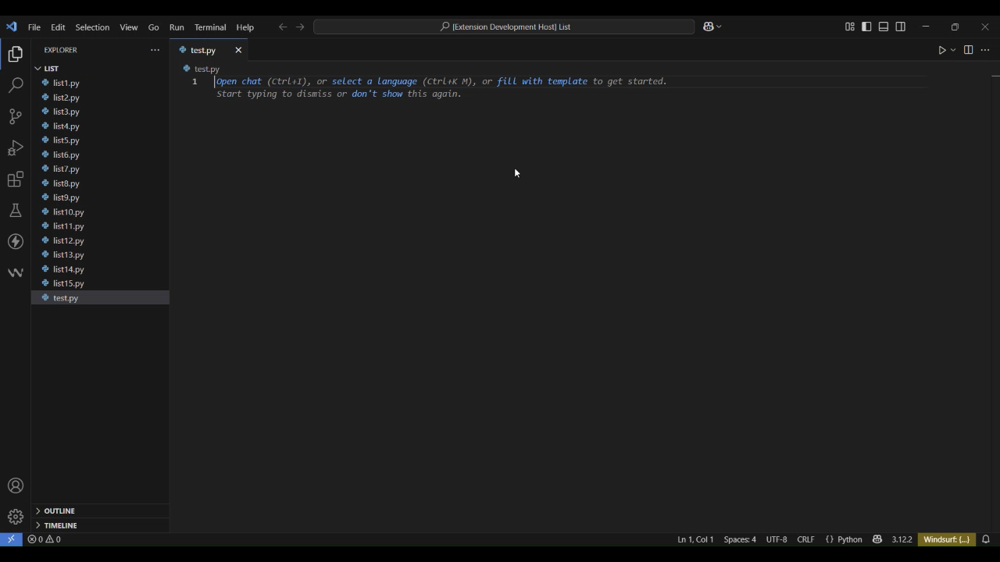 File Edit Selection View Go Run Terminal Help
[Extension Development Host] List
EXPLORER
test.py
LIST
test.py
list1.py
list2.py
list3.py
list4.py
list5.py
list6.py
list7.py
list8.py
list9.py
list10.py
list11.py
list12.py
list13.py
list14.py
list15.py
test.py
1 Open chat (Ctrl+I), or select a language (Ctrl+K M), or fill with template to get started.
Start typing to dismiss or don't show this again.
OUTLINE
TIMELINE
0 0 Ln 1, Col 1 Spaces: 4 UTF-8 CRLF {} Python 3.12.2 Windsurf: {...}